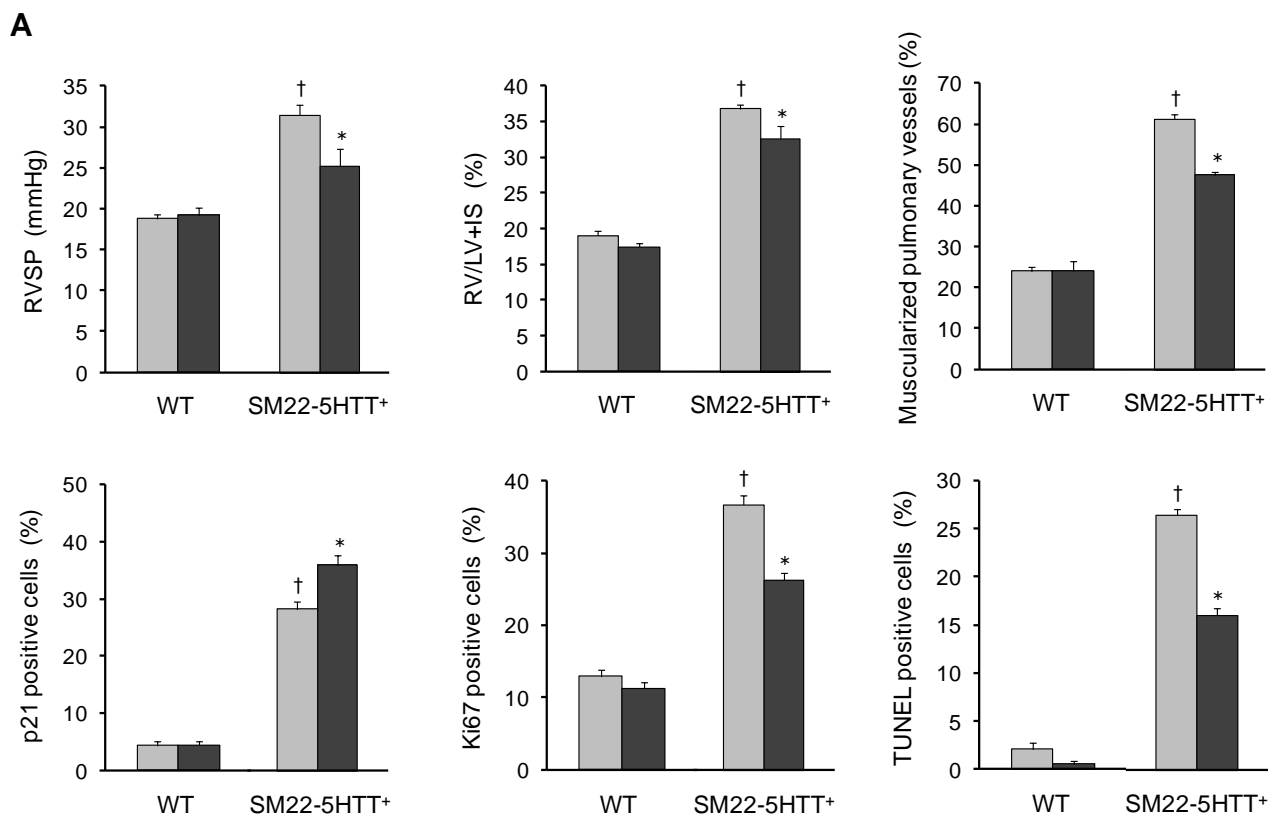 A
RVSP (mmHg)
35
30
25
20
15
10
5
0
†
*
WT
SM22-5HTT⁺
RV/LV+IS (%)
40
35
30
25
20
15
10
5
0
†
*
WT
SM22-5HTT⁺
Muscularized pulmonary vessels (%)
70
60
50
40
30
20
10
0
†
*
WT
SM22-5HTT⁺
p21 positive cells (%)
50
40
30
20
10
0
†
*
WT
SM22-5HTT⁺
Ki67 positive cells (%)
40
30
20
10
0
†
*
WT
SM22-5HTT⁺
TUNEL positive cells (%)
30
25
20
15
10
5
0
†
*
WT
SM22-5HTT⁺